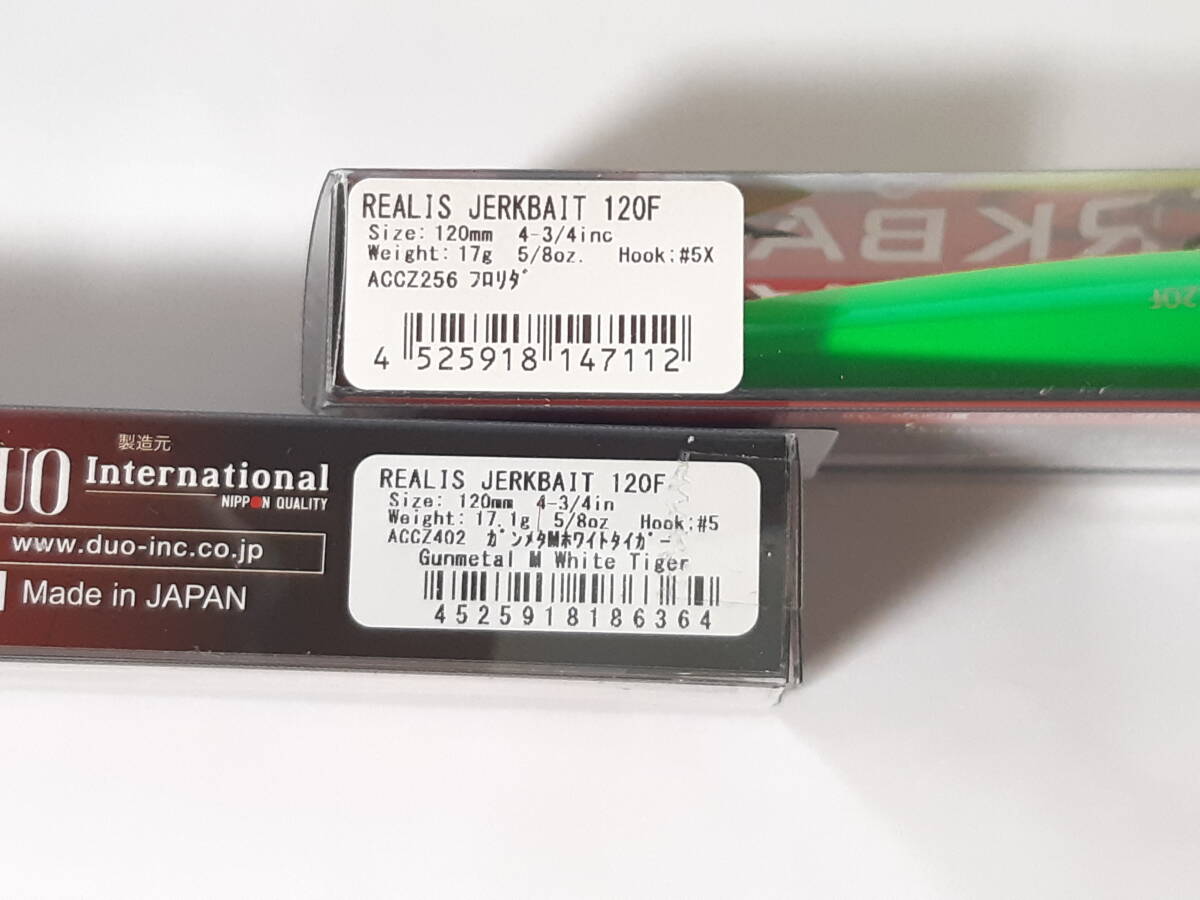 REALIS JERKBAIT 120F
Size: 120mm 4-3/4inc
Weight: 17g 5/8oz. Hook:#5X
ACCZ256 ﾌﾛﾘﾀﾞ
4 525918 147112
RKBA
120F
製造元
DUO International
NIPPON QUALITY
www.duo-inc.co.jp
Made in JAPAN
REALIS JERKBAIT 120F
Size: 120mm 4-3/4in
Weight: 17.1g 5/8oz Hook:#5
ACCZ402 ｶﾞﾝﾒﾀMﾎﾜｲﾄﾀｲｶﾞｰ
Gunmetal M White Tiger
4525918186364